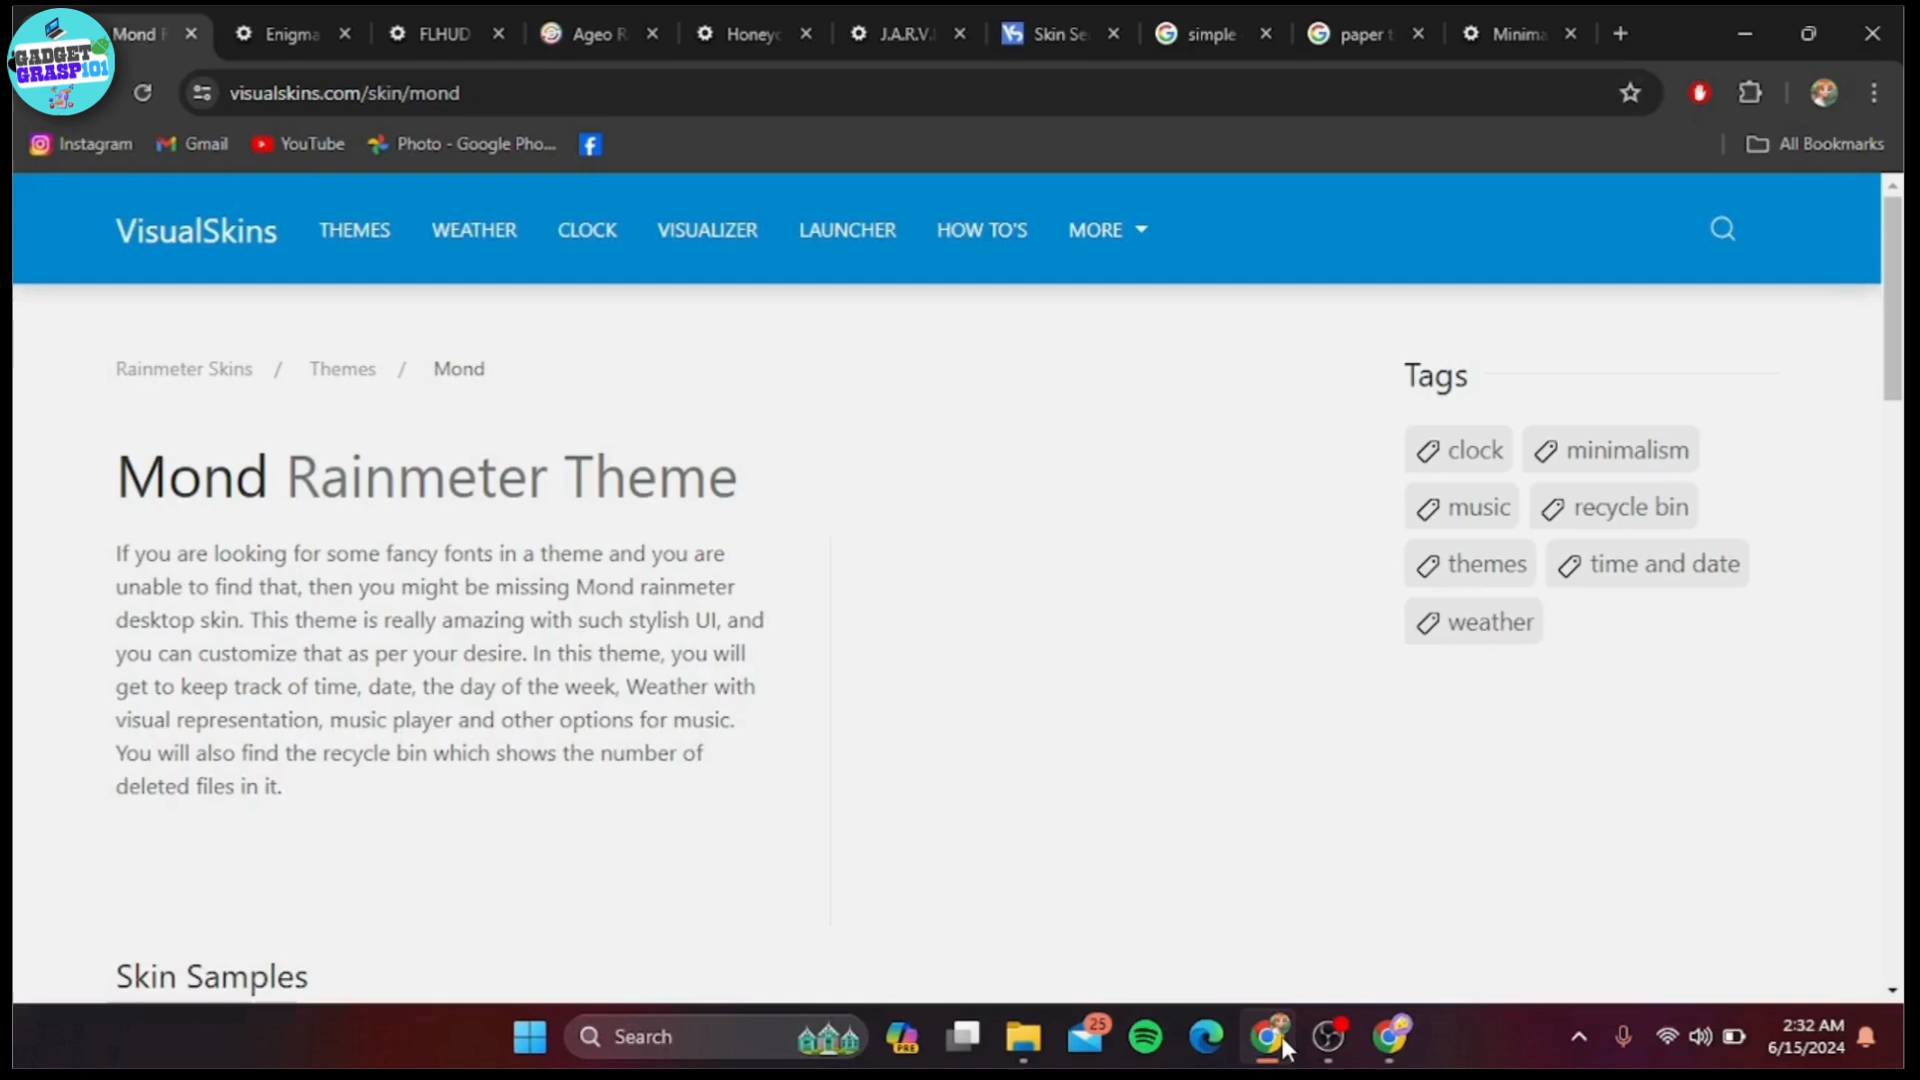 GADGET
GRASP101
Mond
Enigma
FLHUD
Ageo R
Honeyc
J.A.R.V.
Skin Se
simple
paper t
Minima
visualskins.com/skin/mond
Instagram
Gmail
YouTube
Photo - Google Pho...
All Bookmarks
VisualSkins
THEMES
WEATHER
CLOCK
VISUALIZER
LAUNCHER
HOW TO'S
MORE
Rainmeter Skins / Themes / Mond
Mond Rainmeter Theme
If you are looking for some fancy fonts in a theme and you are
unable to find that, then you might be missing Mond rainmeter
desktop skin. This theme is really amazing with such stylish UI, and
you can customize that as per your desire. In this theme, you will
get to keep track of time, date, the day of the week, Weather with
visual representation, music player and other options for music.
You will also find the recycle bin which shows the number of
deleted files in it.
Tags
clock
minimalism
music
recycle bin
themes
time and date
weather
Skin Samples
Search
PRE
25
2:32 AM
6/15/2024